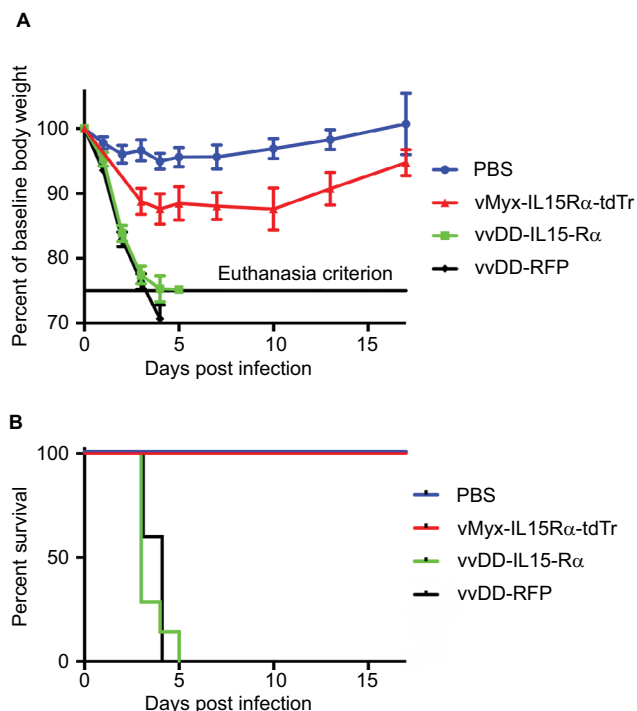 A
Percent of baseline body weight
100
90
80
70
0
5
10
15
Days post infection
Euthanasia criterion
PBS
vMyx-IL15Rα-tdTr
vvDD-IL15-Rα
vvDD-RFP
B
Percent survival
100
50
0
0
5
10
15
Days post infection
PBS
vMyx-IL15Rα-tdTr
vvDD-IL15-Rα
vvDD-RFP